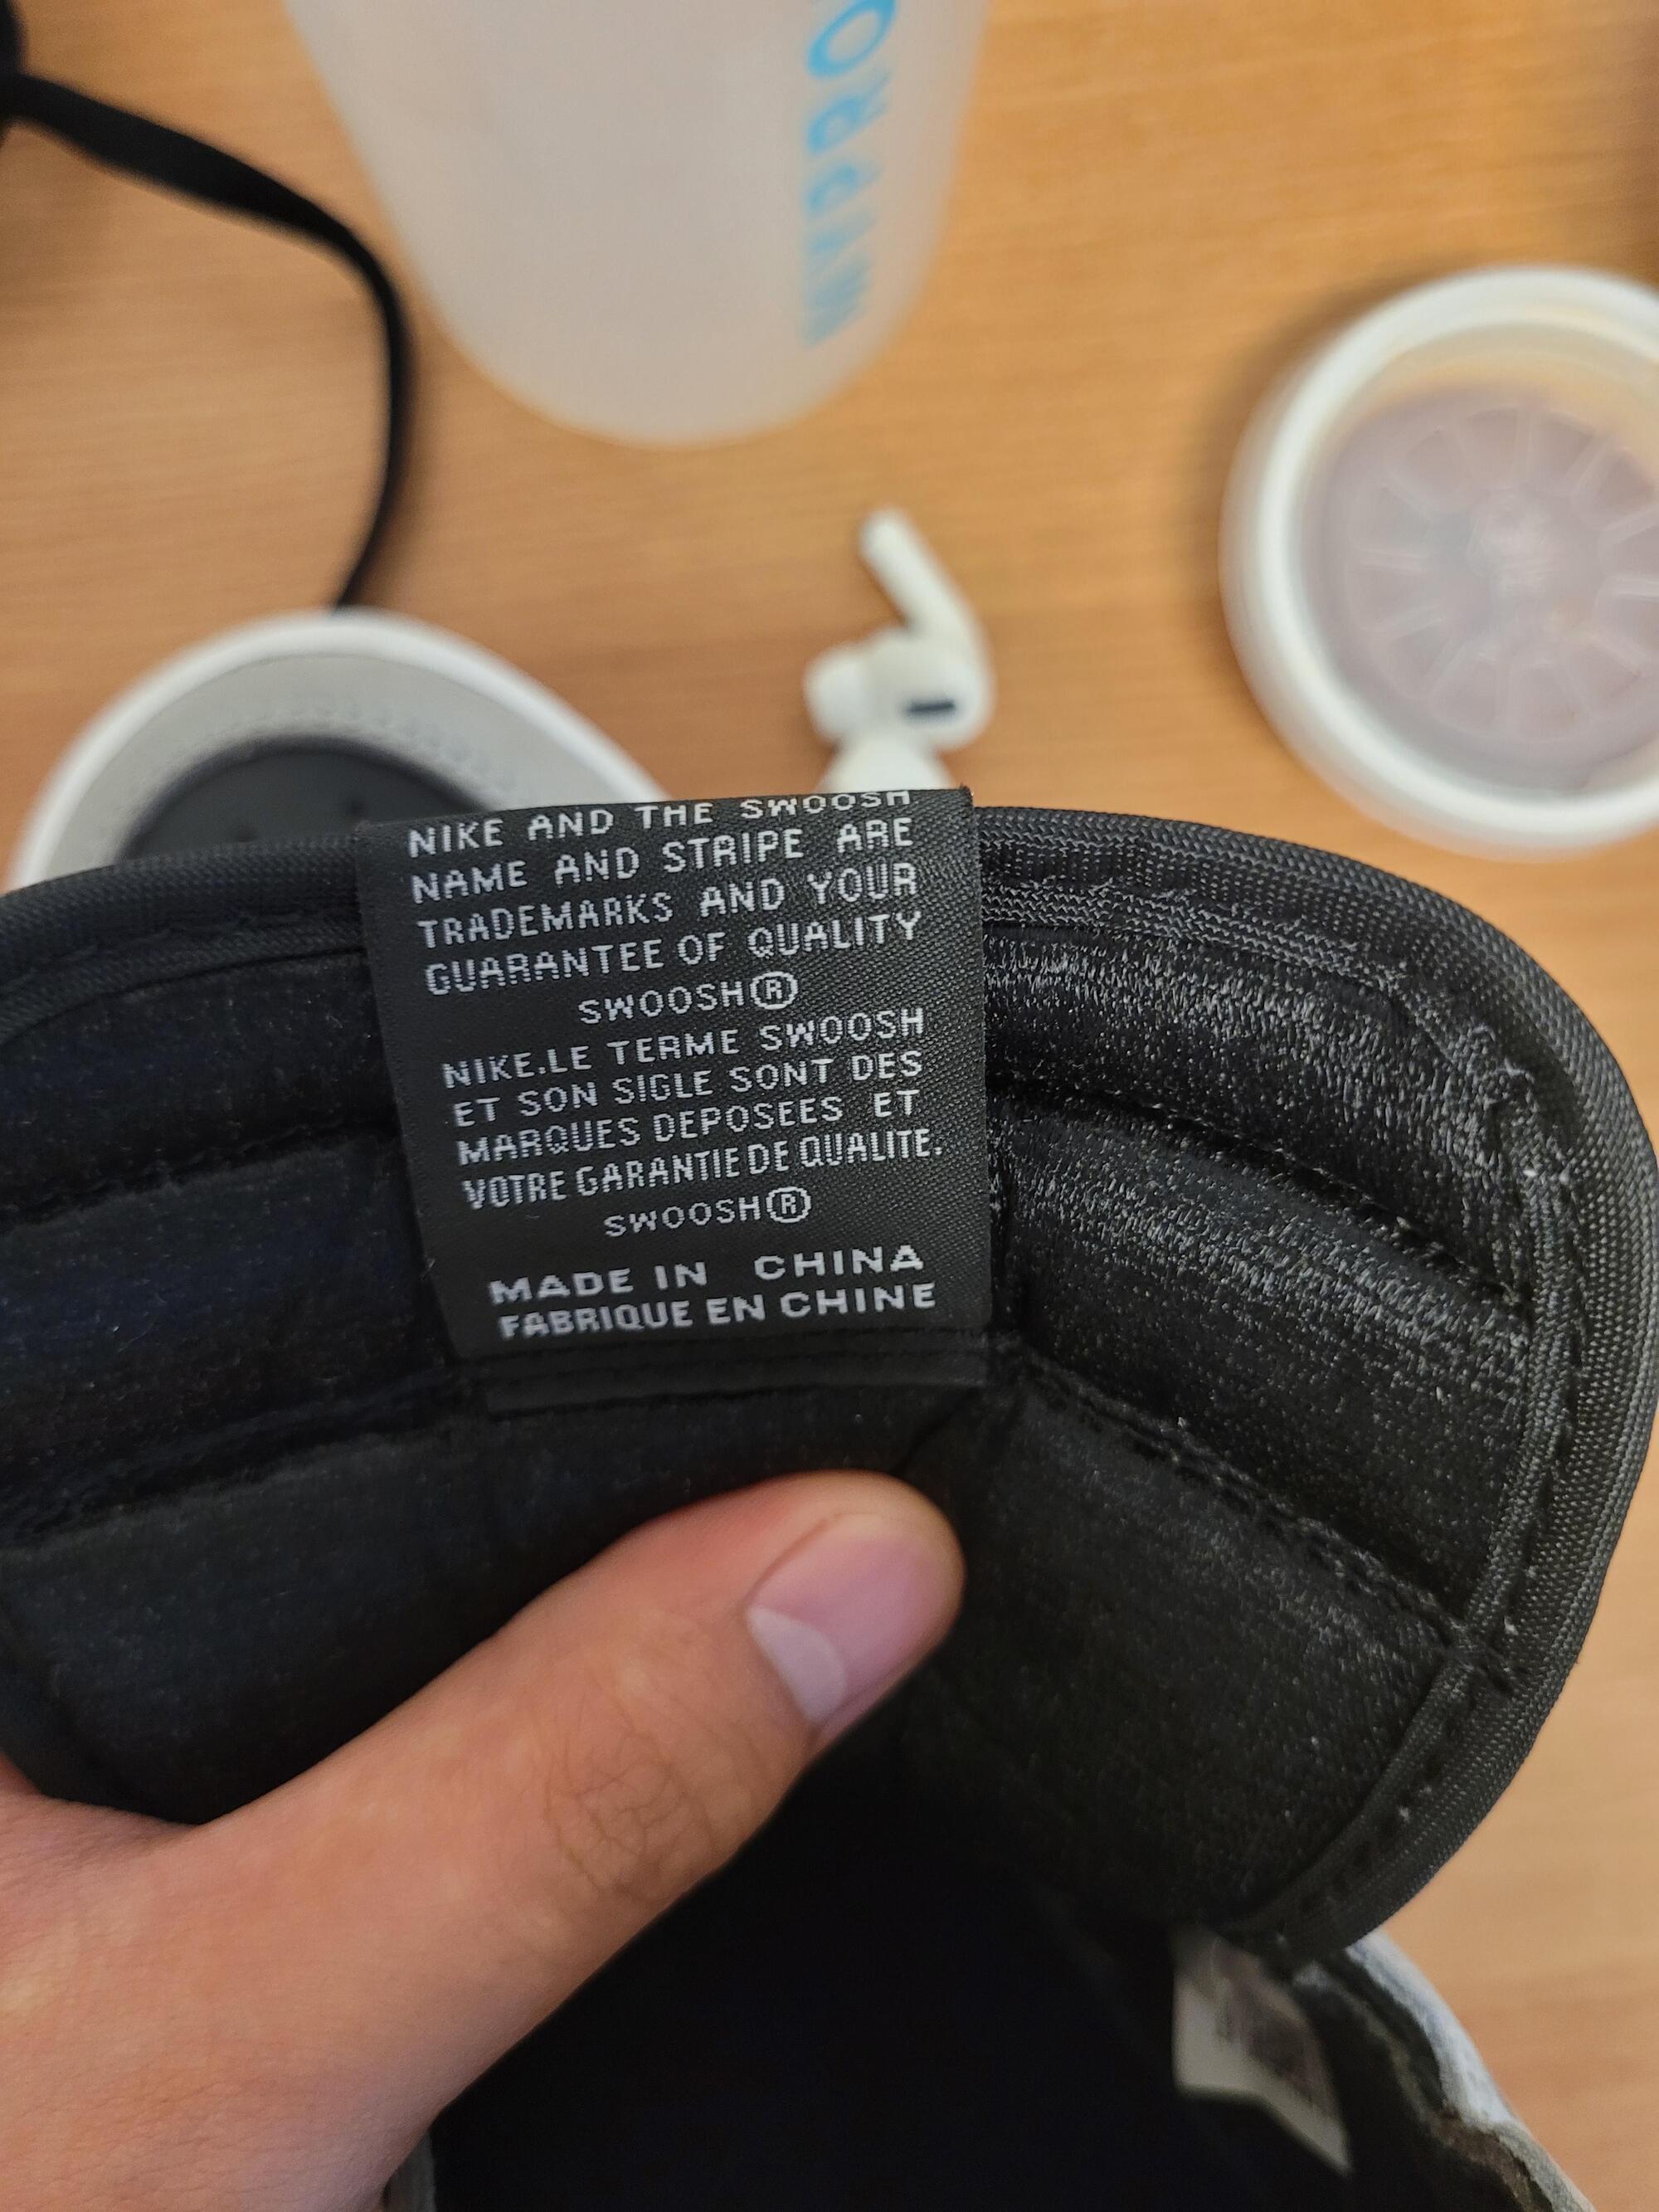 NIKE AND THE SWOOSH
NAME AND STRIPE ARE
TRADEMARKS AND YOUR
GUARANTEE OF QUALITY
SWOOSH®
NIKE.LE TERME SWOOSH
ET SON SIGLE SONT DES
MARQUES DEPOSEES ET
VOTRE GARANTIE DE QUALITE.
SWOOSH®
MADE IN CHINA
FABRIQUE EN CHINE